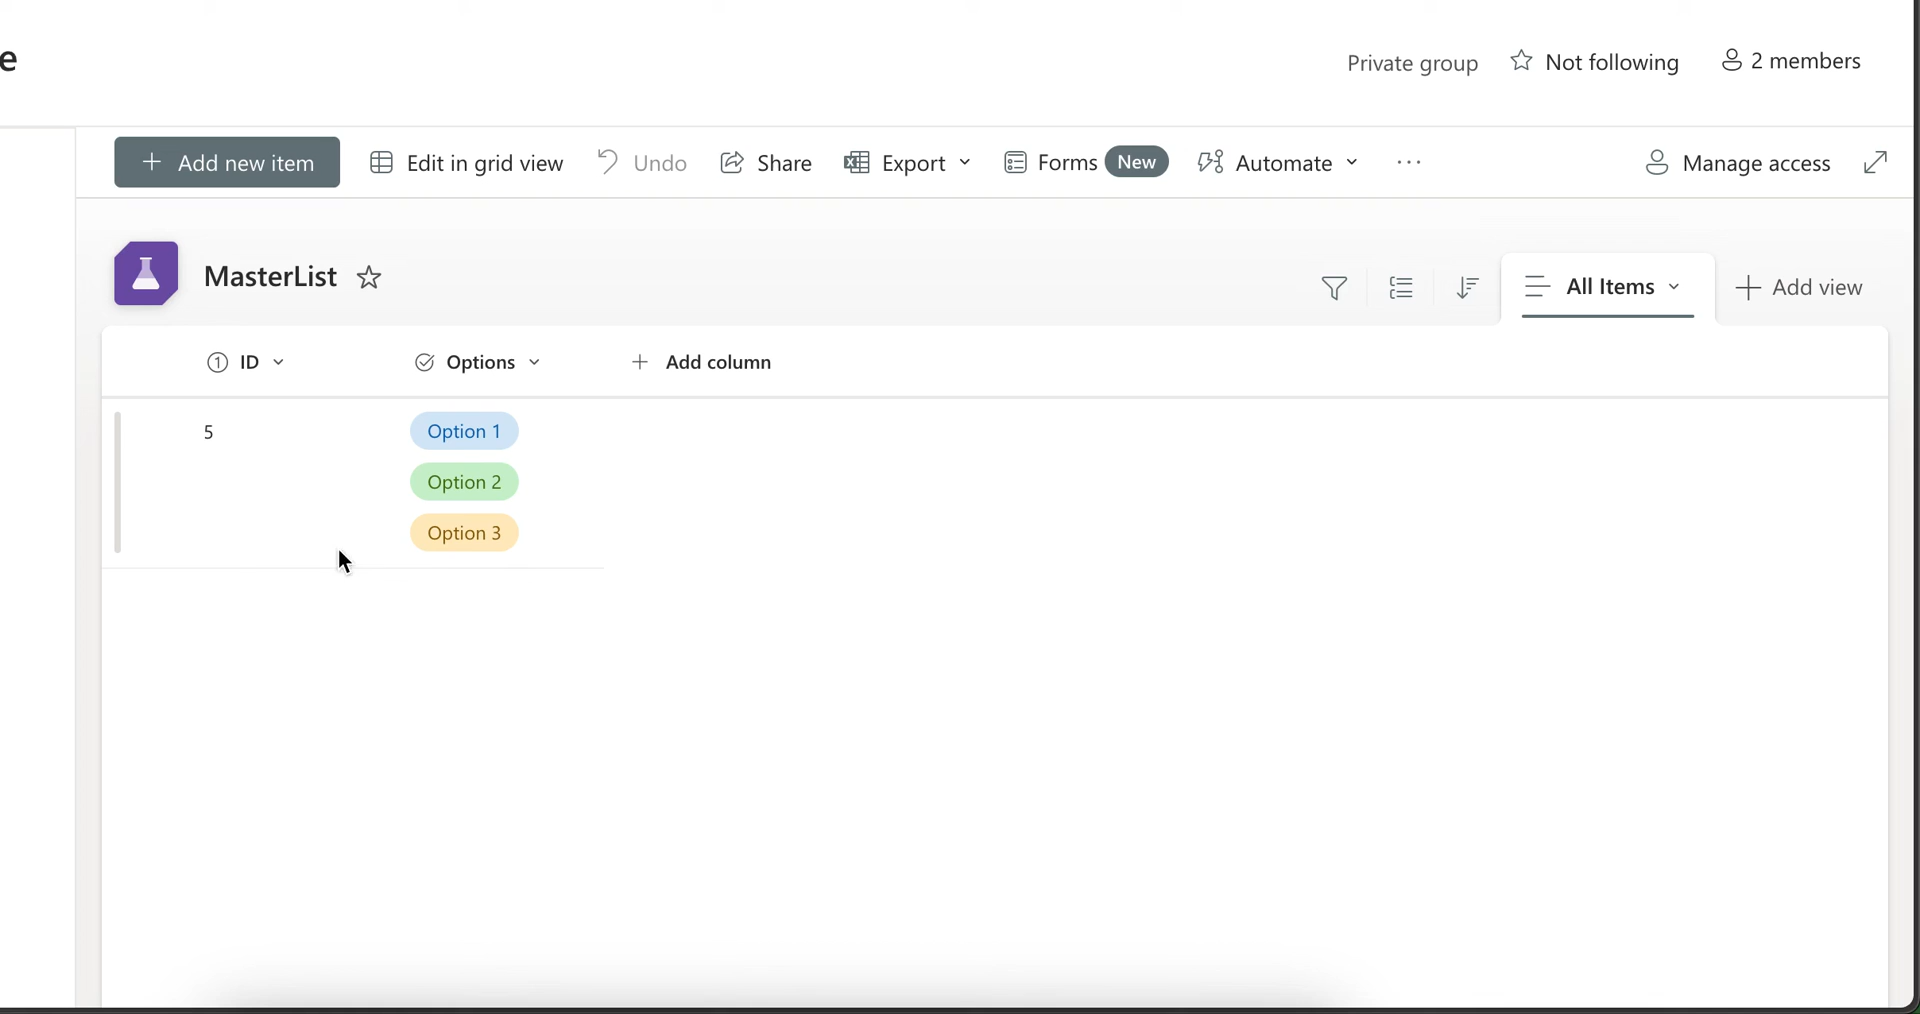 e
Private group Not following 2 members
Add new item Edit in grid view Undo Share Export Forms New Automate ... Manage access
MasterList
All Items Add view
ID Options Add column
5 Option 1
Option 2
Option 3